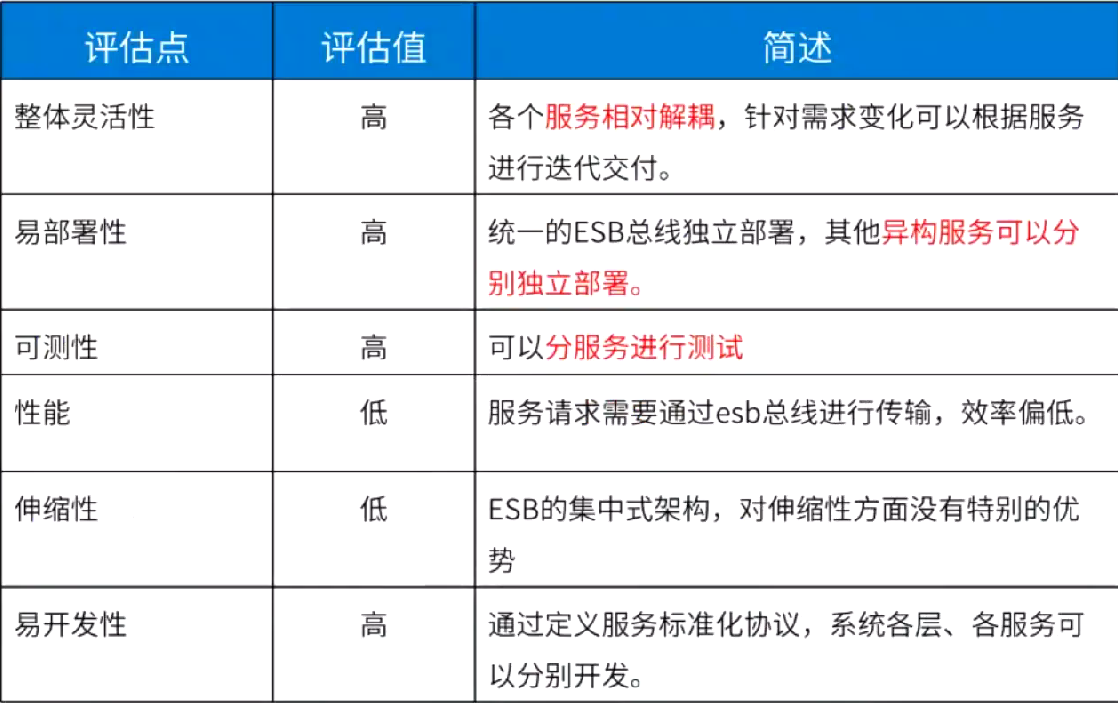 评估点 评估值 简述
整体灵活性 高 各个服务相对解耦，针对需求变化可以根据服务
进行迭代交付。
易部署性 高 统一的ESB总线独立部署，其他异构服务可以分
别独立部署。
可测性 高 可以分服务进行测试
性能 低 服务请求需要通过esb总线进行传输，效率偏低。
伸缩性 低 ESB的集中式架构，对伸缩性方面没有特别的优
势
易开发性 高 通过定义服务标准化协议，系统各层、各服务可
以分别开发。